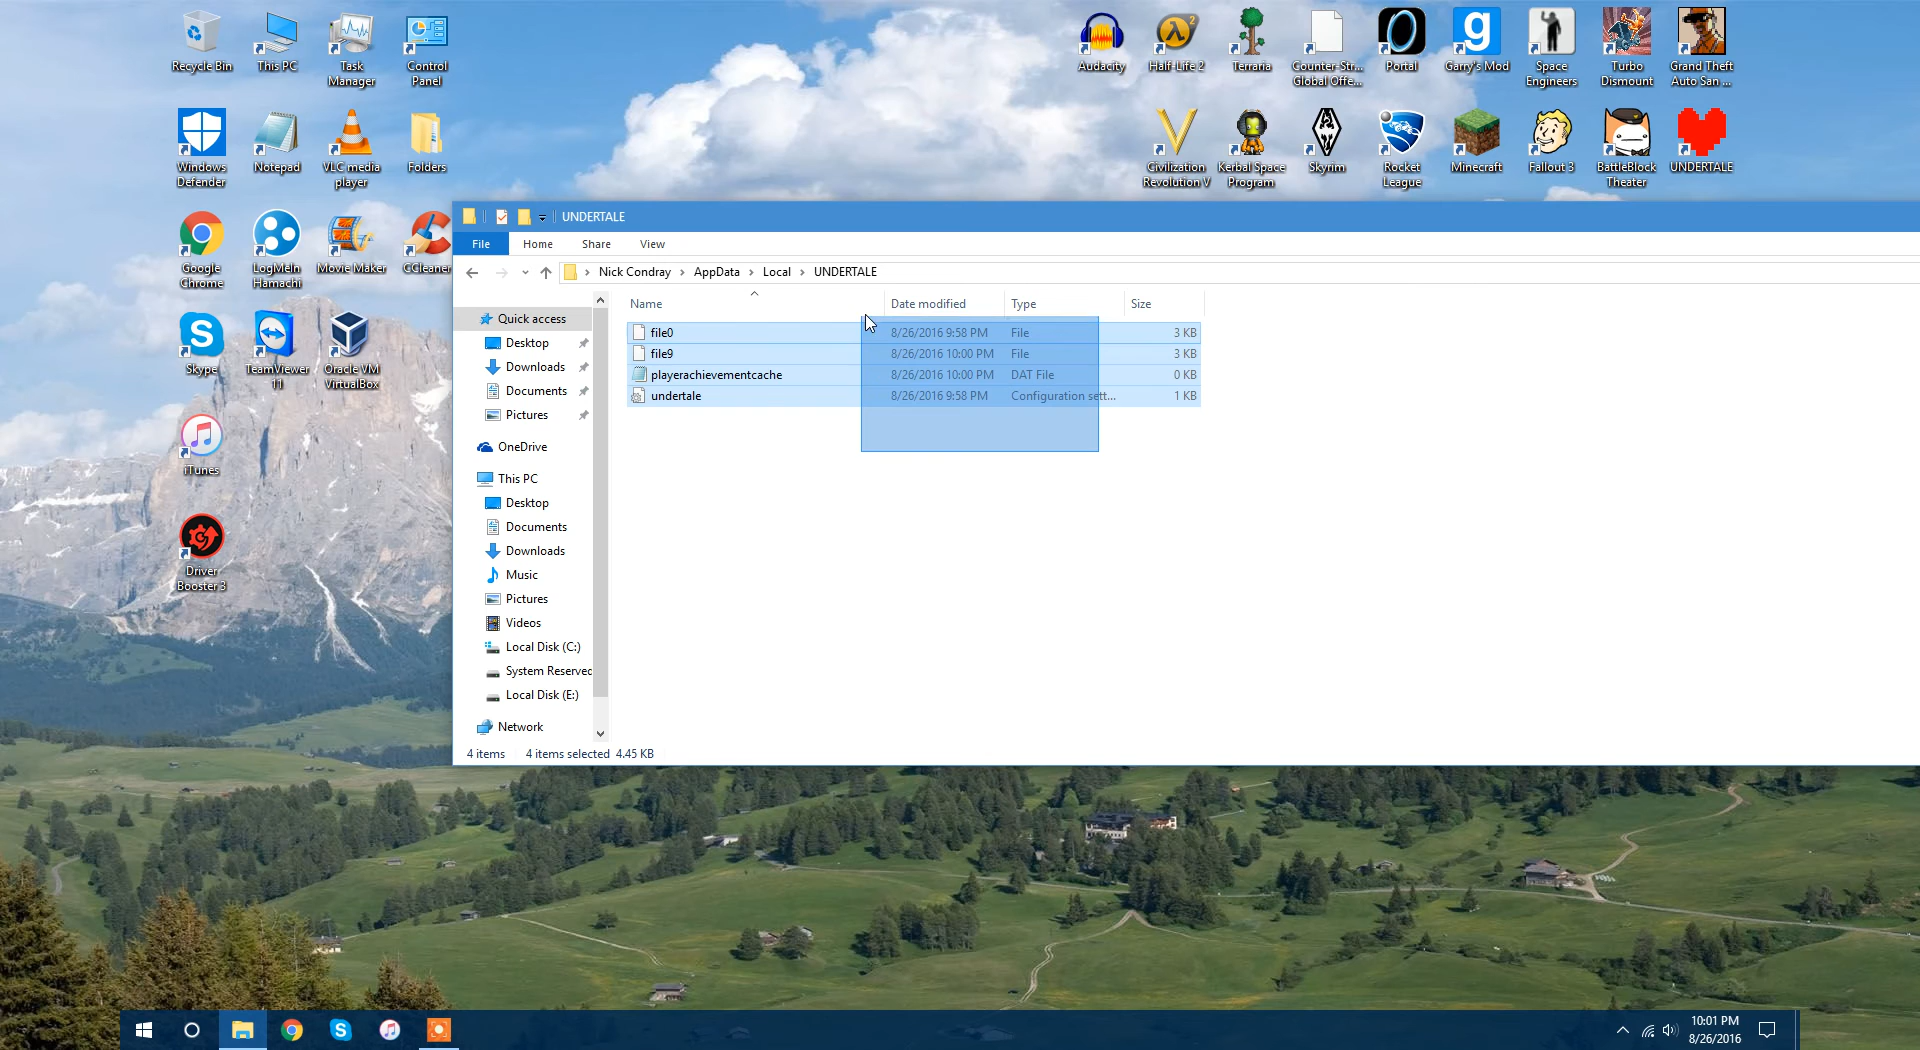 Recycle Bin
This PC
Task
Manager
Control
Panel
Audacity
Half-Life 2
Terraria
Counter-Str...
Global Offe...
Portal
Garry's Mod
Space
Engineers
Turbo
Dismount
Grand Theft
Auto San ...
Windows
Defender
Notepad
VLC media
player
Folders
Civilization
Revolution V
Kerbal Space
Program
Skyrim
Rocket
League
Minecraft
Fallout 3
BattleBlock
Theater
UNDERTALE
Google
Chrome
LogMeIn
Hamachi
Movie Maker
CCleaner
Skype
TeamViewer
11
Oracle VM
VirtualBox
iTunes
Driver
Booster 3
UNDERTALE
File Home Share View
Nick Condray > AppData > Local > UNDERTALE
Name Date modified Type Size
file0 8/26/2016 9:58 PM File 3 KB
file9 8/26/2016 10:00 PM File 3 KB
playerachievementcache 8/26/2016 10:00 PM DAT File 0 KB
undertale 8/26/2016 9:58 PM Configuration sett... 1 KB
Quick access
Desktop
Downloads
Documents
Pictures
OneDrive
This PC
Desktop
Documents
Downloads
Music
Pictures
Videos
Local Disk (C:)
System Reserved
Local Disk (E:)
Network
4 items 4 items selected 4.45 KB
10:01 PM
8/26/2016